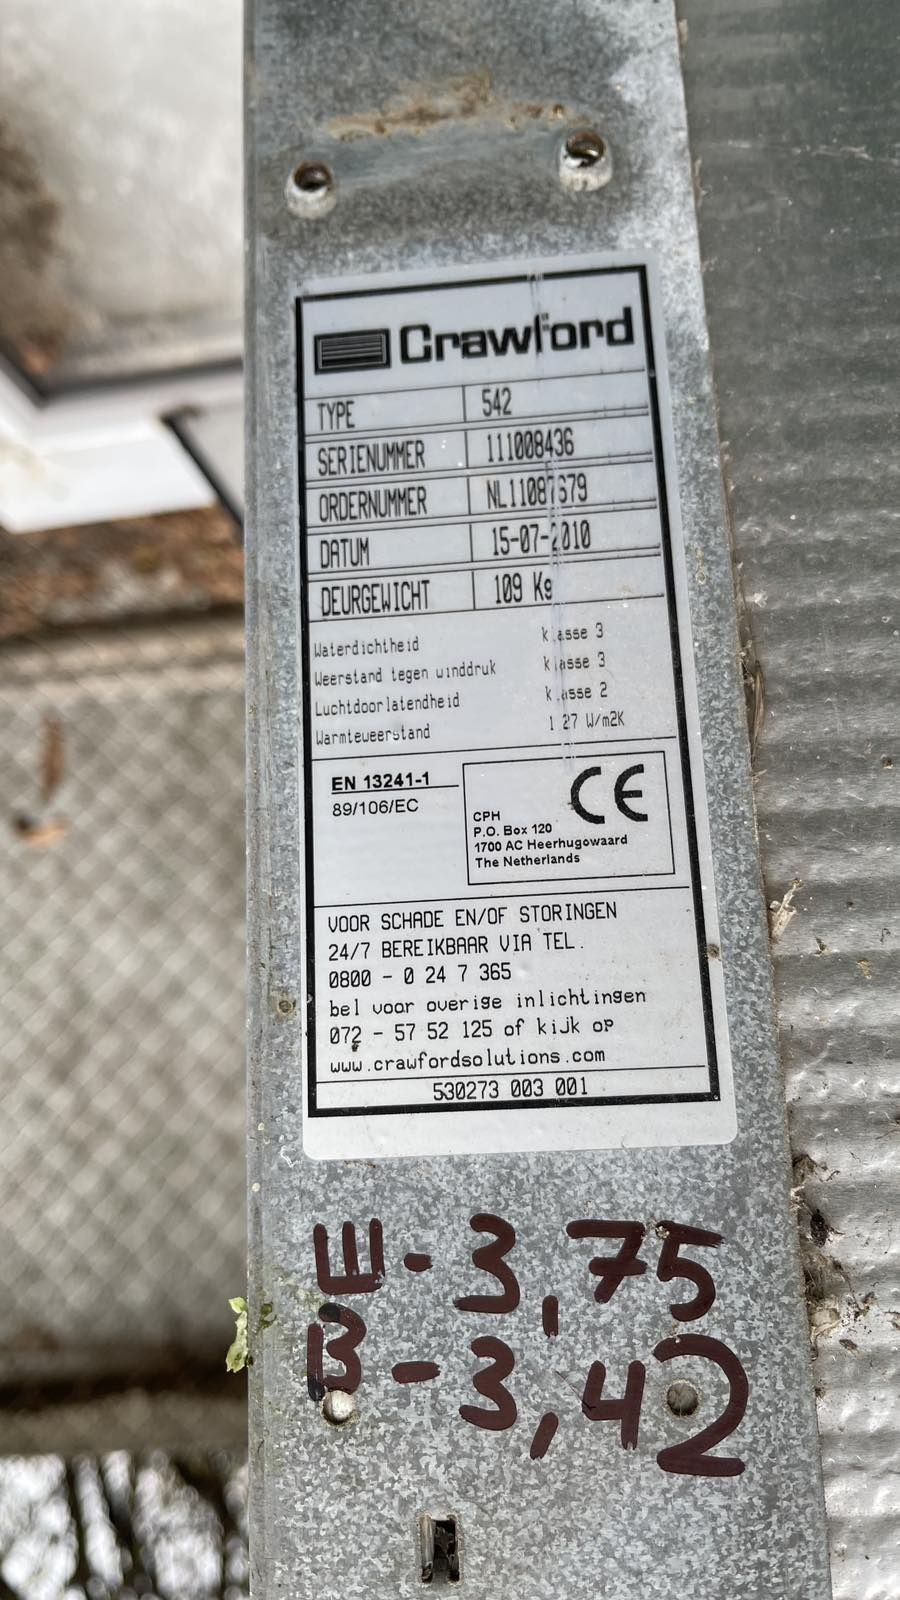 Crawford
TYPE 542
SERIENUMMER 111008436
ORDERNUMMER NL11087679
DATUM 15-07-2010
DEURGEWICHT 109 Kg
Waterdichtheid klasse 3
Weerstand tegen winddruk klasse 3
Luchtdoorlatendheid klasse 2
Warmteweerstand 1.27 W/m2K
EN 13241-1
89/106/EC
CE
CPH
P.O. Box 120
1700 AC Heerhugowaard
The Netherlands
VOOR SCHADE EN/OF STORINGEN
24/7 BEREIKBAAR VIA TEL.
0800 - 0 24 7 365
bel voor overige inlichtingen
072 - 57 52 125 of kijk op
www.crawfordsolutions.com
530273 003 001
Ш-3,75
В-3,42